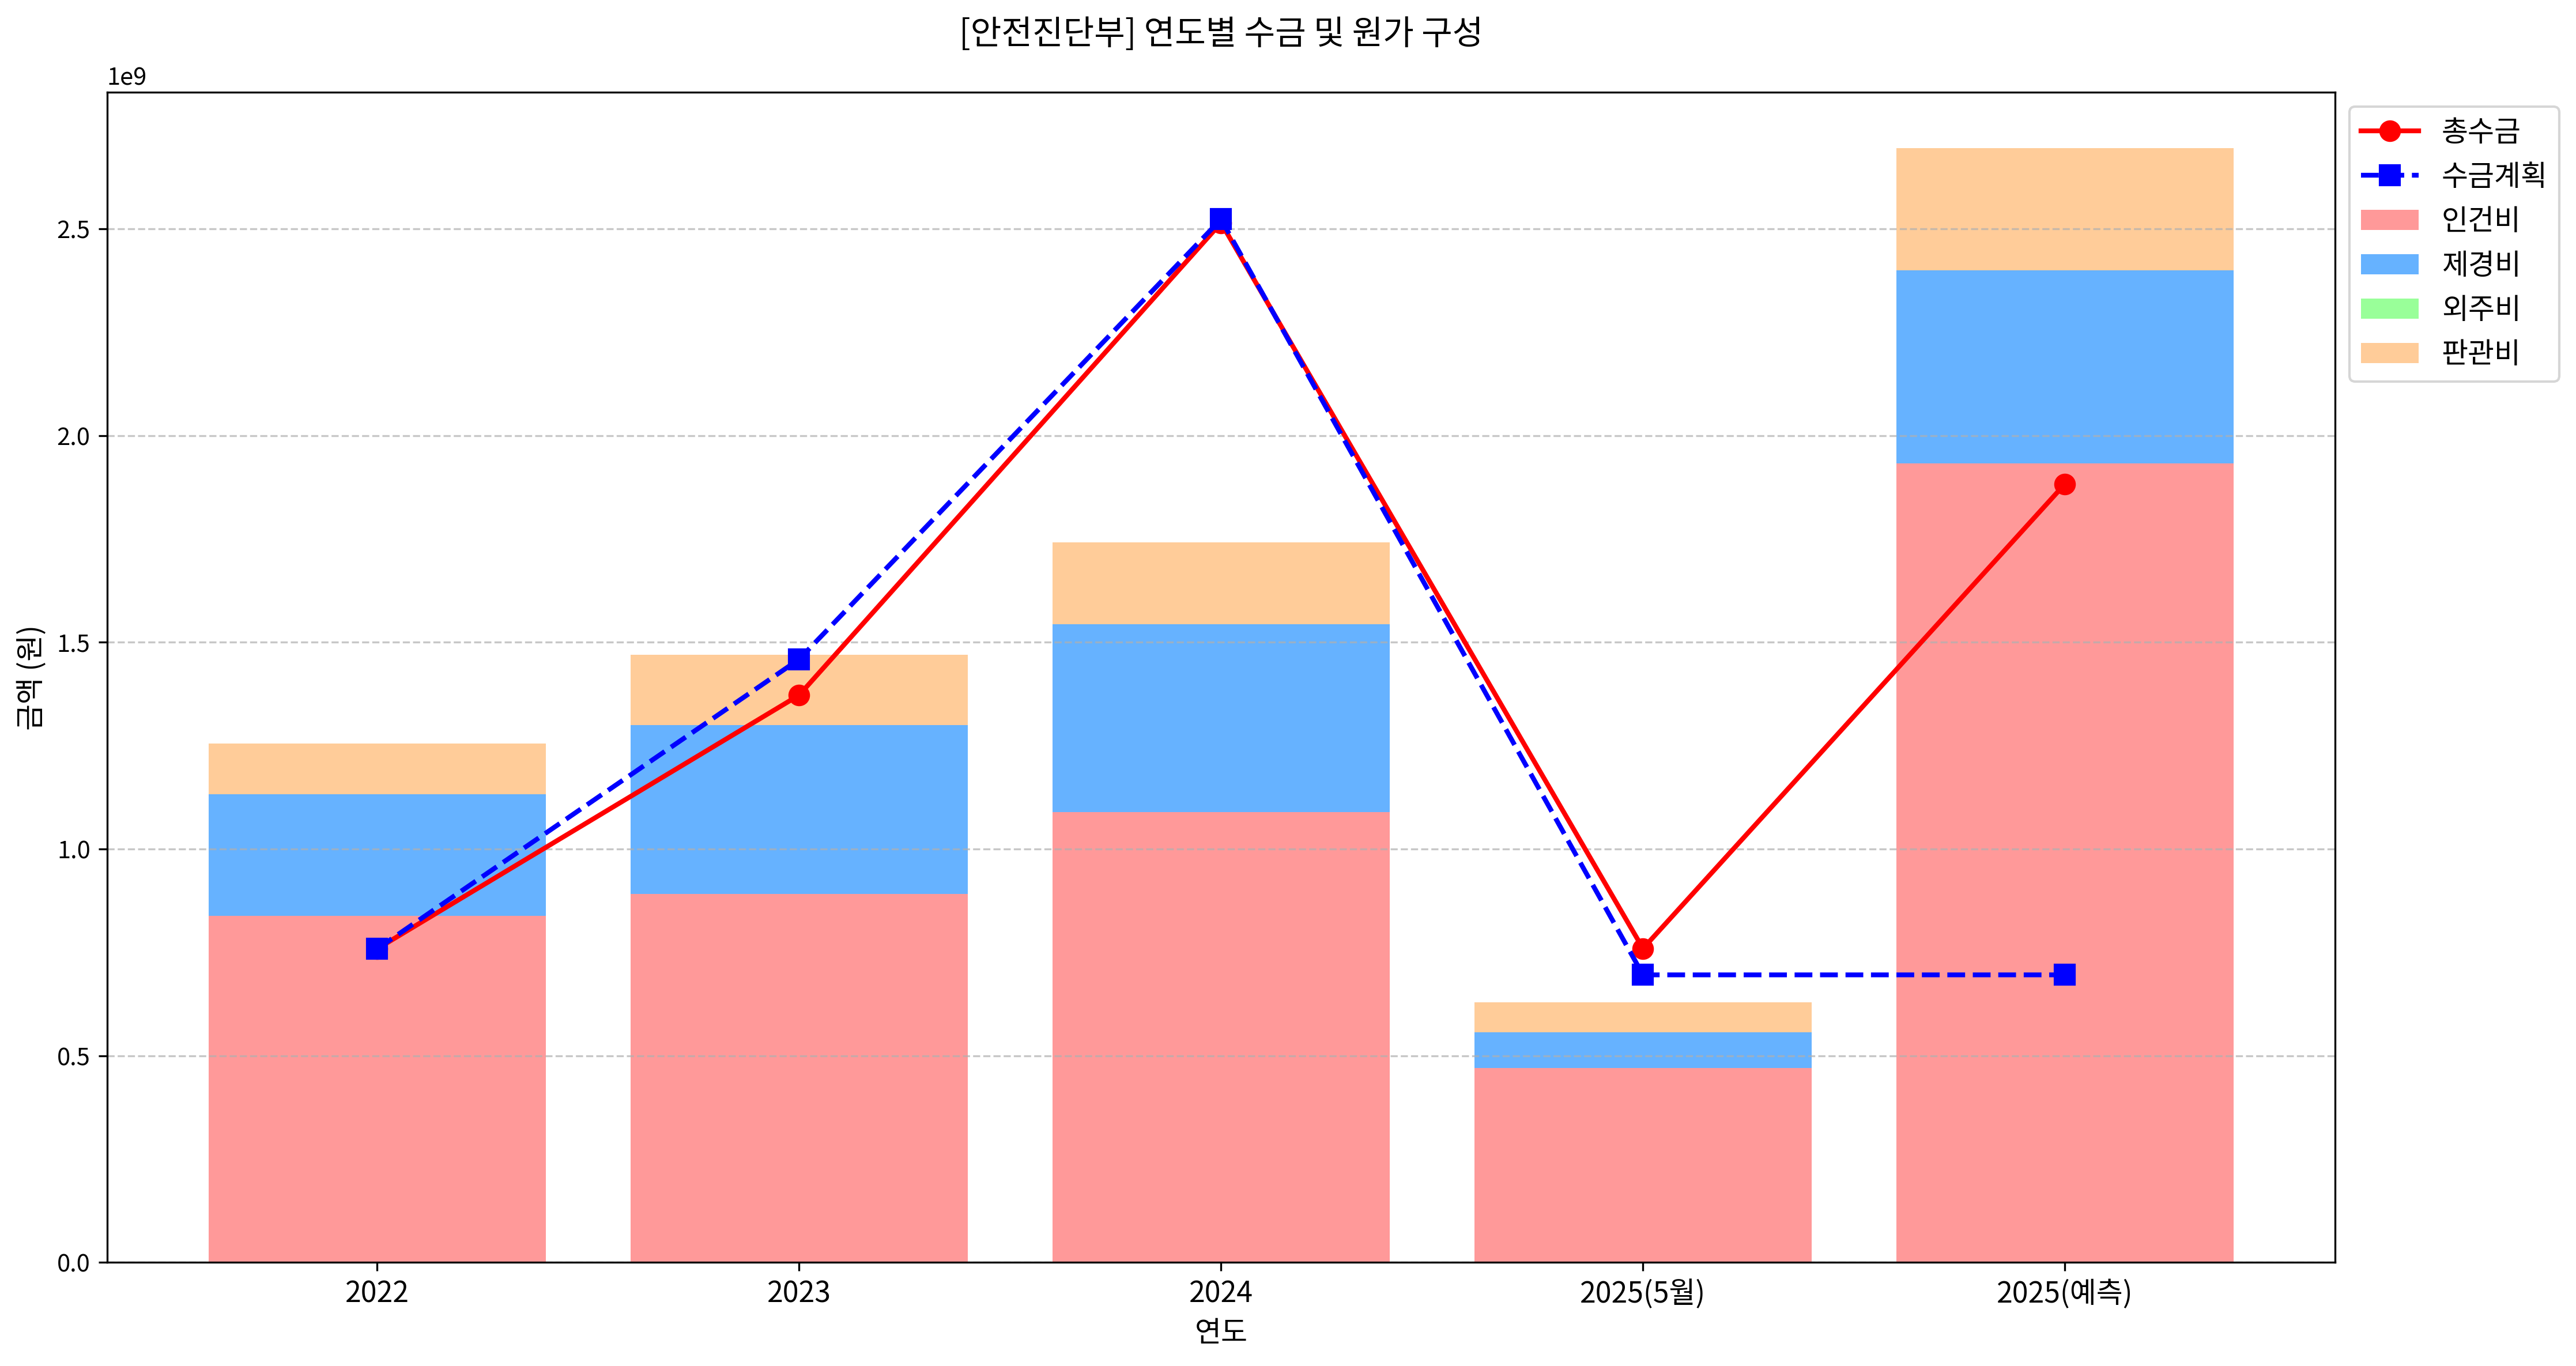 [안전진단부] 연도별 수금 및 원가 구성
1e9
총수금
수금계획
인건비
제경비
외주비
판관비
2.5
2.0
1.5
1.0
0.5
0.0
금액 (원)
2022
2023
2024
2025(5월)
2025(예측)
연도